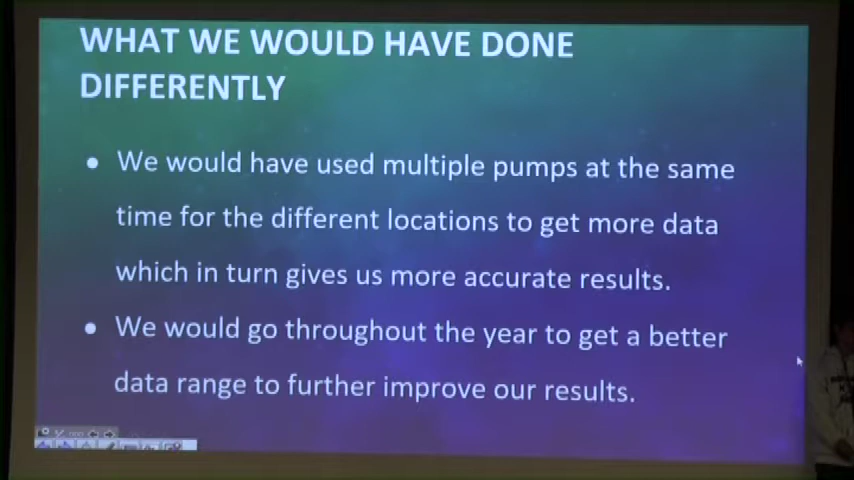 WHAT WE WOULD HAVE DONE
DIFFERENTLY
● We would have used multiple pumps at the same
time for the different locations to get more data
which in turn gives us more accurate results.
● We would go throughout the year to get a better
data range to further improve our results.